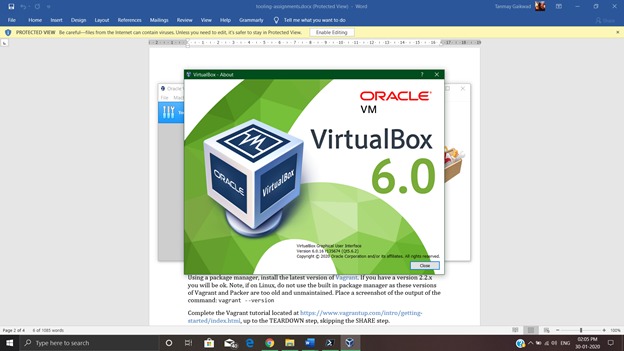 tooling-assignments.docx (Protected View) - Word
Tanmay Gaikwad
File Home Insert Design Layout References Mailings Review View Help Grammarly Tell me what you want to do Share
PROTECTED VIEW Be careful—files from the Internet can contain viruses. Unless you need to edit, it's safer to stay in Protected View. Enable Editing
VirtualBox - About
Oracle
File
ORACLE
VM
VirtualBox
6.0
ORACLE
VirtualBox
VirtualBox Graphical User Interface
Version 6.0.16 r135674 (Qt5.6.2)
Copyright © 2020 Oracle Corporation and/or its affiliates. All rights reserved.
Close
Using a package manager, install the latest version of Vagrant. If you have a version 2.2.x
you will be ok. Note, if on Linux, do not use the built in package manager as these versions
of Vagrant and Packer are too old and unmaintained. Place a screenshot of the output of the
command: vagrant --version
Complete the Vagrant tutorial located at https://www.vagrantup.com/intro/getting-
started/index.html, up to the TEARDOWN step, skipping the SHARE step.
Page 2 of 4 6 of 1083 words 100%
Type here to search
ENG
02:05 PM
30-01-2020